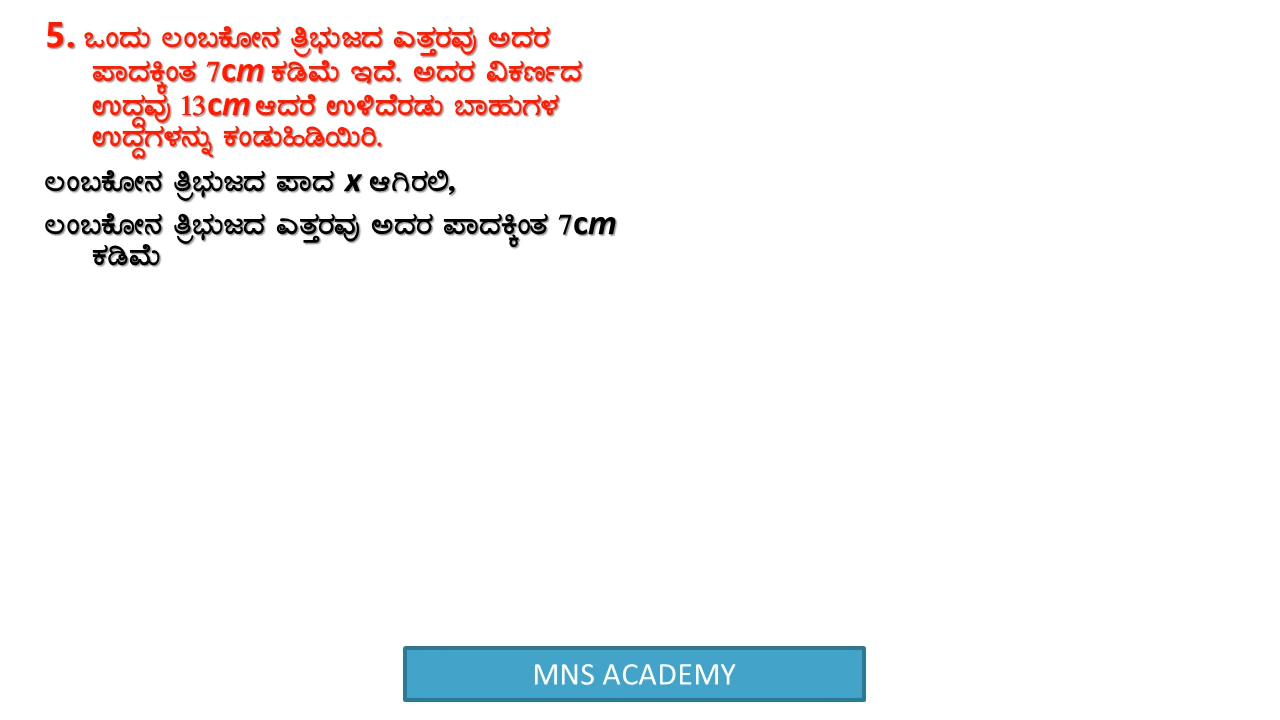 5. ಒಂದು ಲಂಬಕೋನ ತ್ರಿಭುಜದ ಎತ್ತರವು ಅದರ
ಪಾದಕ್ಕಿಂತ 7cm ಕಡಿಮೆ ಇದೆ. ಅದರ ವಿಕರ್ಣದ
ಉದ್ದವು 13cm ಆದರೆ ಉಳಿದೆರಡು ಬಾಹುಗಳ
ಉದ್ದಗಳನ್ನು ಕಂಡುಹಿಡಿಯಿರಿ.
ಲಂಬಕೋನ ತ್ರಿಭುಜದ ಪಾದ x ಆಗಿರಲಿ,
ಲಂಬಕೋನ ತ್ರಿಭುಜದ ಎತ್ತರವು ಅದರ ಪಾದಕ್ಕಿಂತ 7cm
ಕಡಿಮೆ
MNS ACADEMY